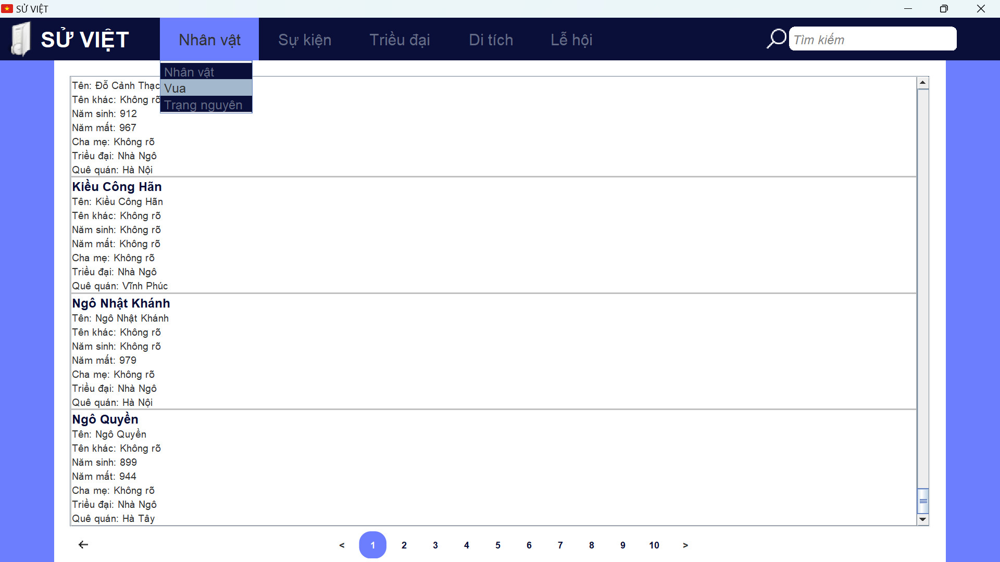 SỬ VIỆT
SỬ VIỆT
Nhân vật
Sự kiện
Triều đại
Di tích
Lễ hội
Tìm kiếm
Nhân vật
Vua
Trạng nguyên
Tên: Đỗ Cảnh Thạc
Tên khác: Không rõ
Năm sinh: 912
Năm mất: 967
Cha mẹ: Không rõ
Triều đại: Nhà Ngô
Quê quán: Hà Nội
Kiều Công Hãn
Tên: Kiều Công Hãn
Tên khác: Không rõ
Năm sinh: Không rõ
Năm mất: Không rõ
Cha mẹ: Không rõ
Triều đại: Nhà Ngô
Quê quán: Vĩnh Phúc
Ngô Nhật Khánh
Tên: Ngô Nhật Khánh
Tên khác: Không rõ
Năm sinh: Không rõ
Năm mất: 979
Cha mẹ: Không rõ
Triều đại: Nhà Ngô
Quê quán: Hà Nội
Ngô Quyền
Tên: Ngô Quyền
Tên khác: Không rõ
Năm sinh: 899
Năm mất: 944
Cha mẹ: Không rõ
Triều đại: Nhà Ngô
Quê quán: Hà Tây
< 1 2 3 4 5 6 7 8 9 10 >